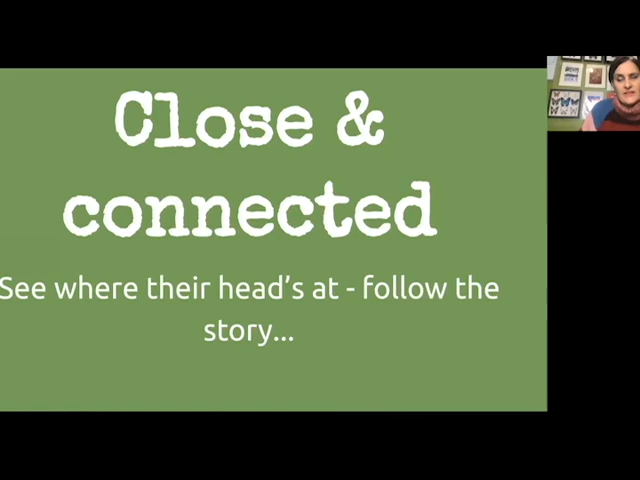 Close &
connected
See where their head's at - follow the
story...